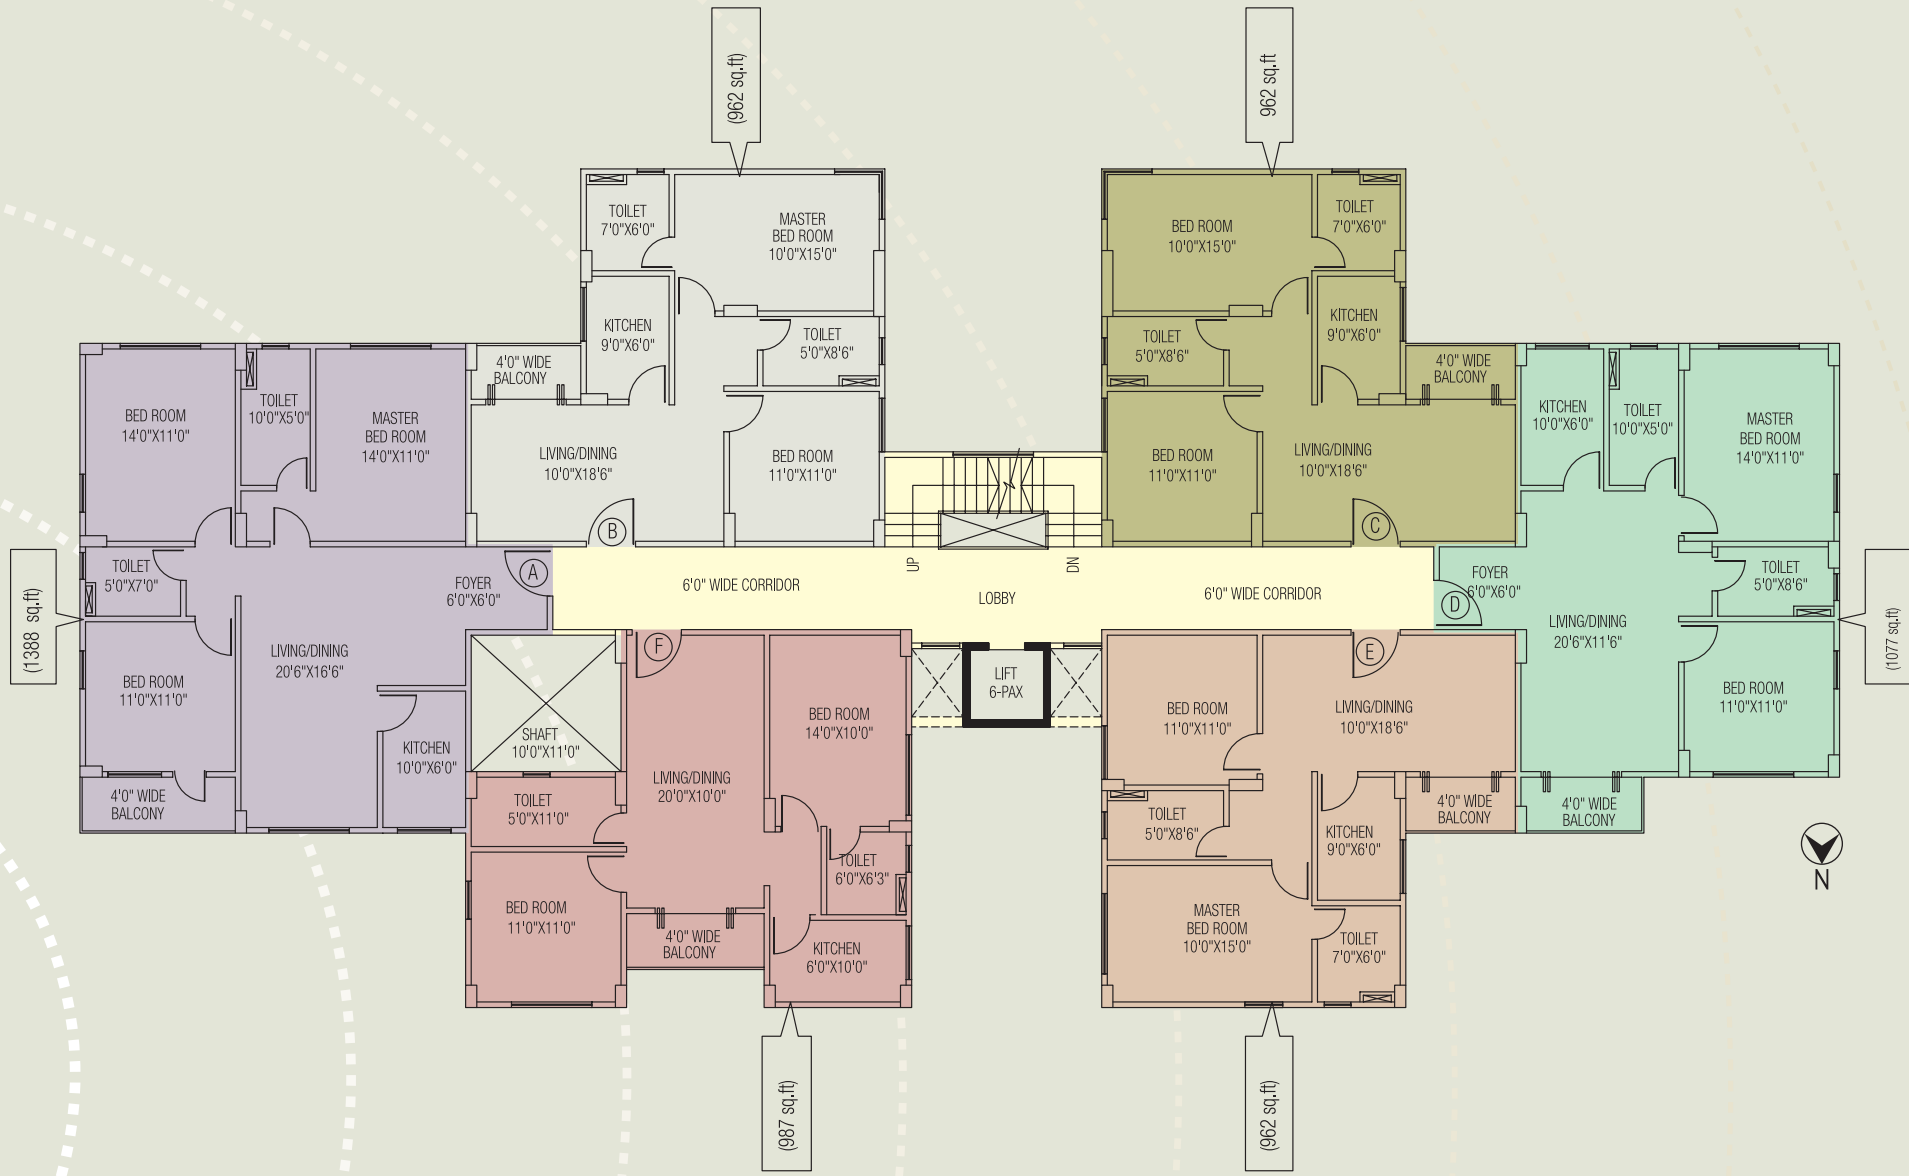 (962 sq.ft)
962 sq.ft
TOILET
7'0"X6'0"
MASTER
BED ROOM
10'0"X15'0"
KITCHEN
9'0"X6'0"
TOILET
5'0"X8'6"
4'0" WIDE
BALCONY
LIVING/DINING
10'0"X18'6"
BED ROOM
11'0"X11'0"
B
BED ROOM
10'0"X15'0"
TOILET
7'0"X6'0"
TOILET
5'0"X8'6"
KITCHEN
9'0"X6'0"
4'0" WIDE
BALCONY
BED ROOM
11'0"X11'0"
LIVING/DINING
10'0"X18'6"
C
BED ROOM
14'0"X11'0"
TOILET
10'0"X5'0"
MASTER
BED ROOM
14'0"X11'0"
TOILET
5'0"X7'0"
FOYER
6'0"X6'0"
A
(1388 sq.ft)
BED ROOM
11'0"X11'0"
LIVING/DINING
20'6"X16'6"
KITCHEN
10'0"X6'0"
4'0" WIDE
BALCONY
6'0" WIDE CORRIDOR
UP
LOBBY
DN
6'0" WIDE CORRIDOR
LIFT
6-PAX
KITCHEN
10'0"X6'0"
TOILET
10'0"X5'0"
MASTER
BED ROOM
14'0"X11'0"
FOYER
6'0"X6'0"
D
TOILET
5'0"X8'6"
LIVING/DINING
20'6"X11'6"
(1077 sq.ft)
BED ROOM
11'0"X11'0"
4'0" WIDE
BALCONY
SHAFT
10'0"X11'0"
F
BED ROOM
14'0"X10'0"
LIVING/DINING
20'0"X10'0"
TOILET
5'0"X11'0"
TOILET
6'0"X6'3"
BED ROOM
11'0"X11'0"
4'0" WIDE
BALCONY
KITCHEN
6'0"X10'0"
(987 sq.ft)
E
BED ROOM
11'0"X11'0"
LIVING/DINING
10'0"X18'6"
4'0" WIDE
BALCONY
TOILET
5'0"X8'6"
KITCHEN
9'0"X6'0"
MASTER
BED ROOM
10'0"X15'0"
TOILET
7'0"X6'0"
(962 sq.ft)
N